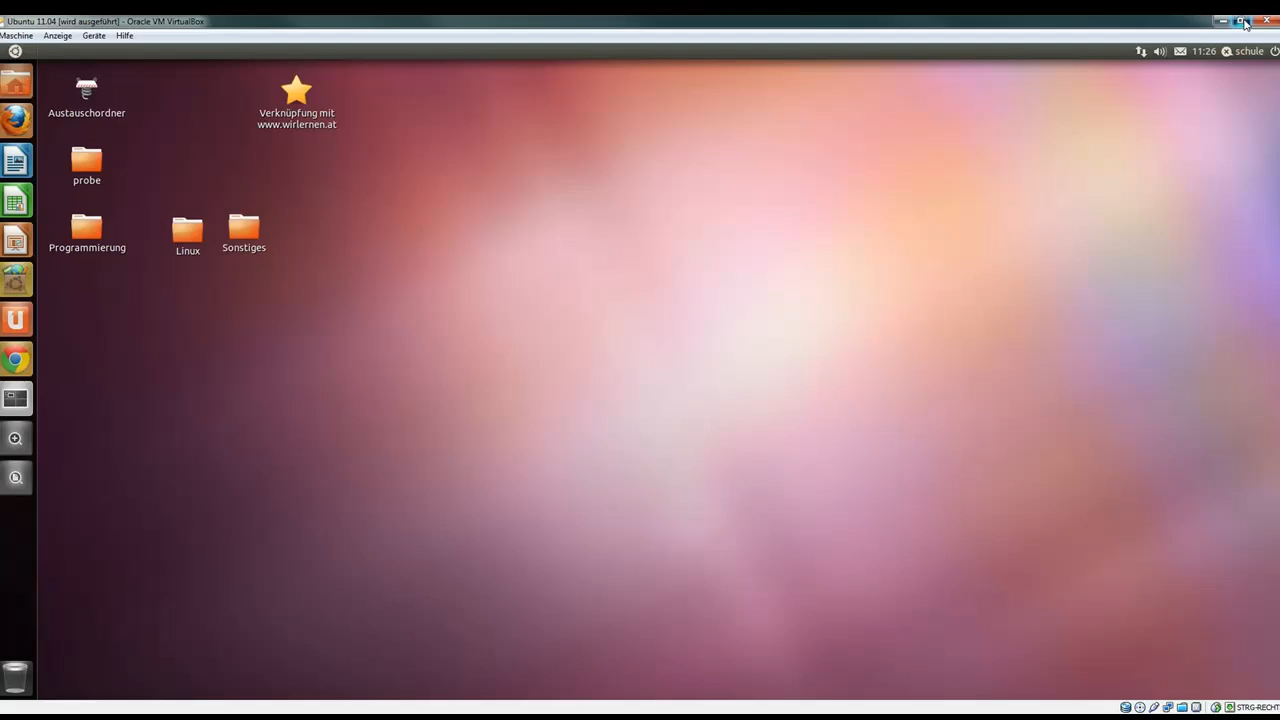 Ubuntu 11.04 [wird ausgeführt] - Oracle VM VirtualBox
Maschine Anzeige Geräte Hilfe
11:26 schule
Austauschordner
Verknüpfung mit
www.wirlernen.at
probe
Programmierung
Linux
Sonstiges
STRG-RECHT